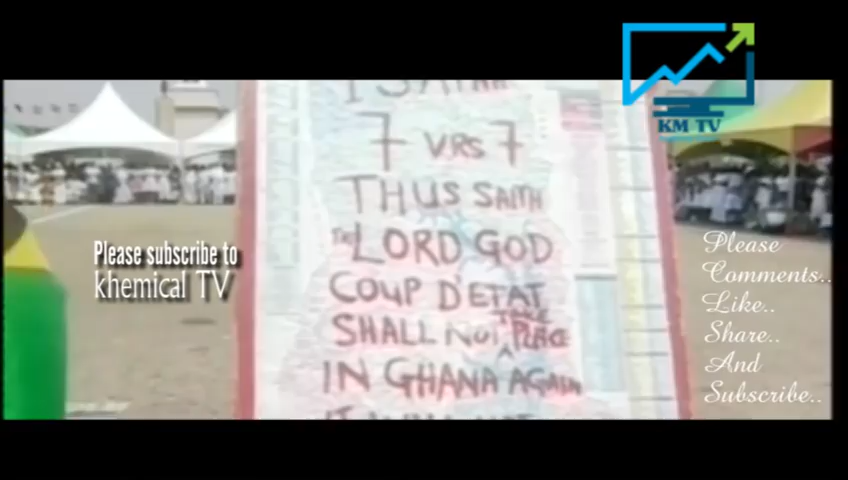 KM TV
ISAIAH
7 VRS 7
THUS SAITH
THE LORD GOD
COUP D'ETAT
SHALL NOT TAKE PLACE
IN GHANA AGAIN
Please subscribe to
khemical TV
Please
Comments..
Like..
Share..
And
Subscribe..